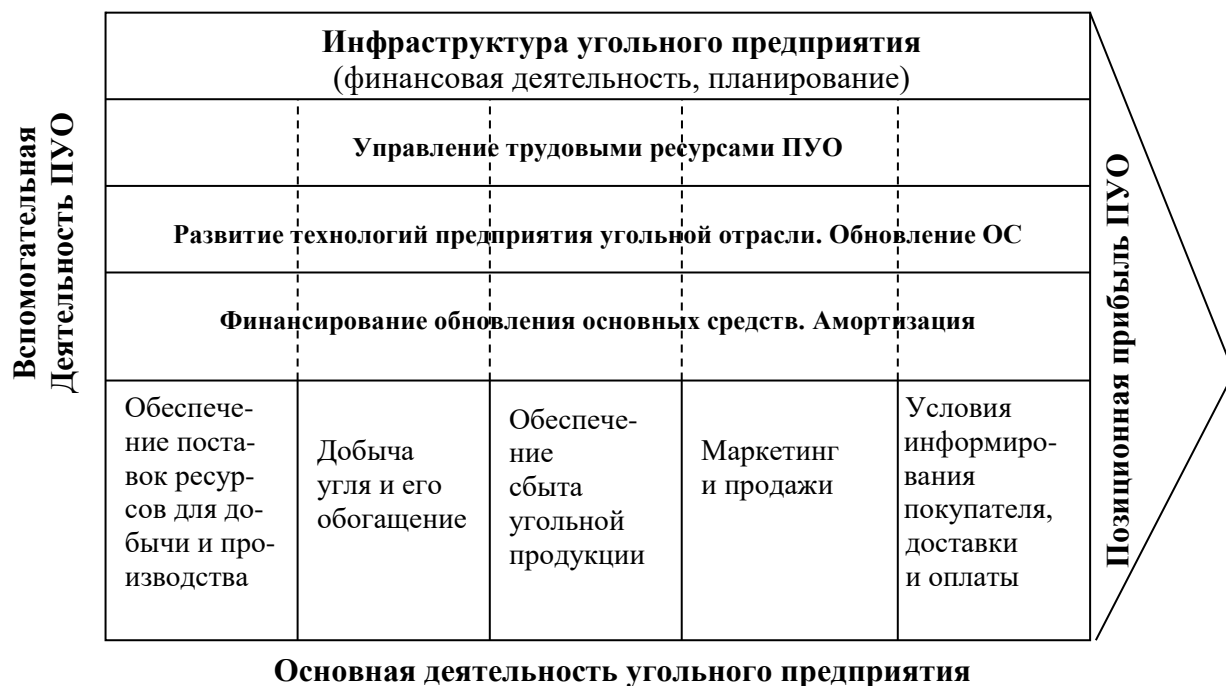 Инфраструктура угольного предприятия
(финансовая деятельность, планирование)
Управление трудовыми ресурсами ПУО
Развитие технологий предприятия угольной отрасли. Обновление ОС
Финансирование обновления основных средств. Амортизация
Вспомогательная
Деятельность ПУО
Обеспече-
ние поста-
вок ресур-
сов для до-
бычи и про-
изводства
Добыча
угля и его
обогащение
Обеспече-
ние
сбыта
угольной
продукции
Маркетинг
и продажи
Условия
информиро-
вания
покупателя,
доставки
и оплаты
Позиционная прибыль ПУО
Основная деятельность угольного предприятия